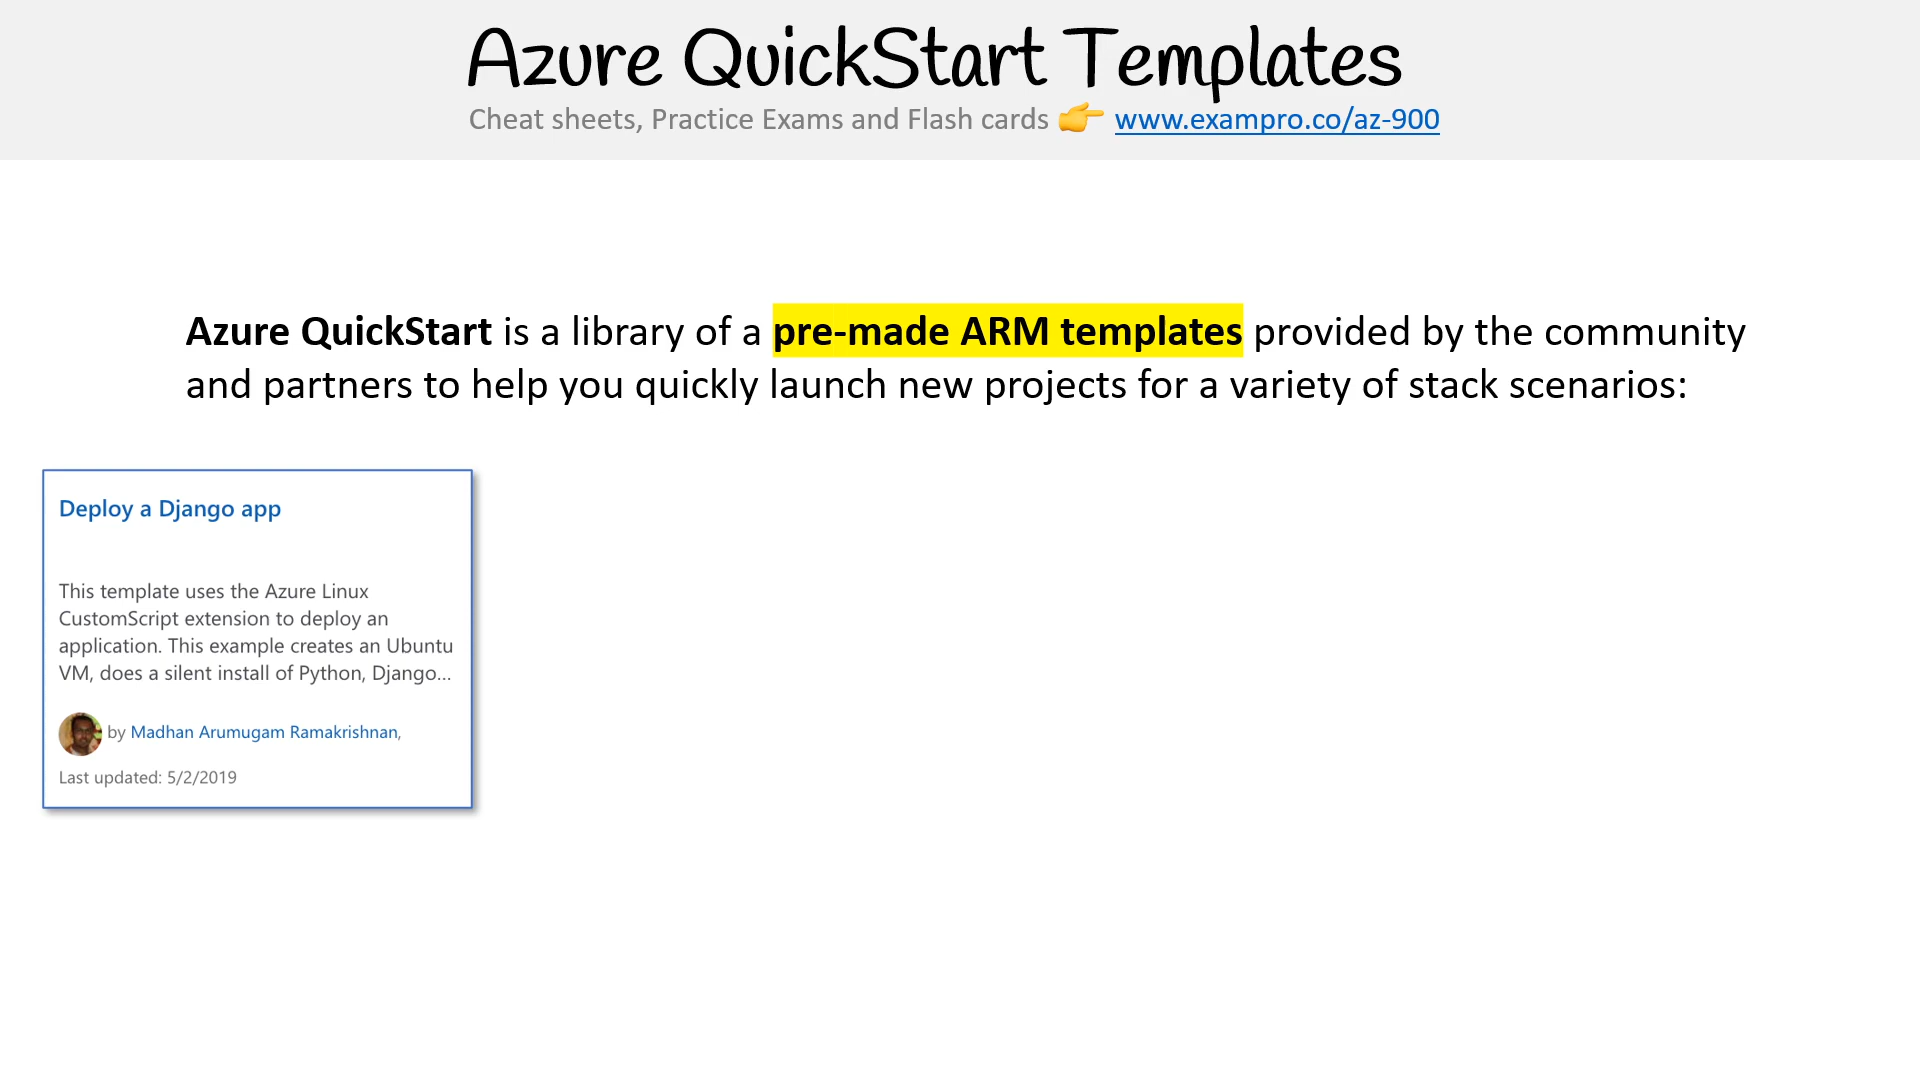 Azure QuickStart Templates
Cheat sheets, Practice Exams and Flash cards 👉 www.exampro.co/az-900
Azure QuickStart is a library of a pre-made ARM templates provided by the community
and partners to help you quickly launch new projects for a variety of stack scenarios:
Deploy a Django app
This template uses the Azure Linux
CustomScript extension to deploy an
application. This example creates an Ubuntu
VM, does a silent install of Python, Django...
by Madhan Arumugam Ramakrishnan,
Last updated: 5/2/2019